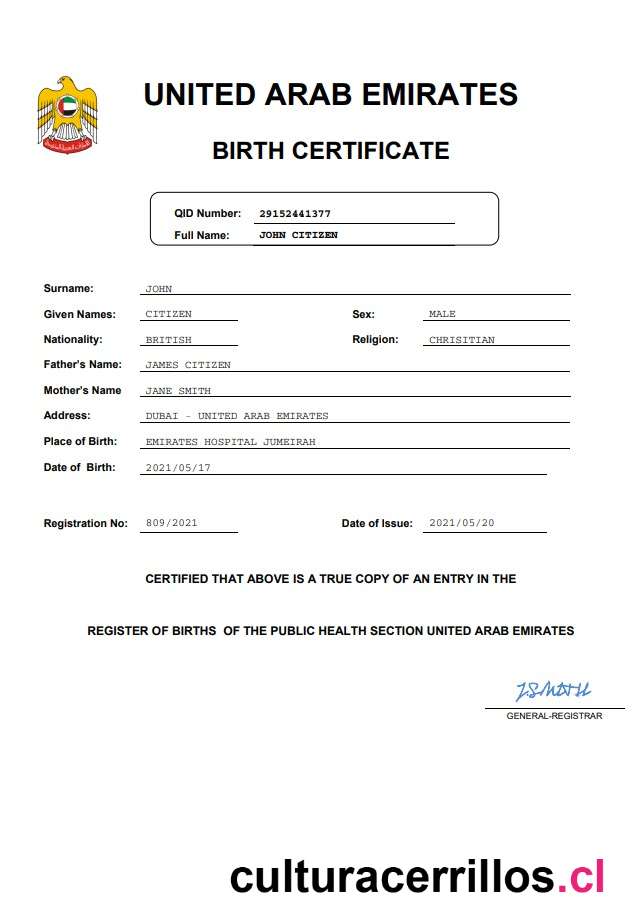 UNITED ARAB EMIRATES
BIRTH CERTIFICATE
QID Number: 29152441377
Full Name: JOHN CITIZEN
Surname: JOHN
Given Names: CITIZEN Sex: MALE
Nationality: BRITISH Religion: CHRISITIAN
Father's Name: JAMES CITIZEN
Mother's Name JANE SMITH
Address: DUBAI - UNITED ARAB EMIRATES
Place of Birth: EMIRATES HOSPITAL JUMEIRAH
Date of Birth: 2021/05/17
Registration No: 809/2021 Date of Issue: 2021/05/20
CERTIFIED THAT ABOVE IS A TRUE COPY OF AN ENTRY IN THE
REGISTER OF BIRTHS OF THE PUBLIC HEALTH SECTION UNITED ARAB EMIRATES
J.SMITH
GENERAL-REGISTRAR
culturacerrillos.cl